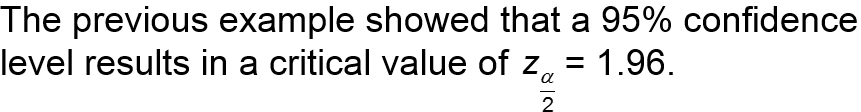 The previous example showed that a 95% confidence
level results in a critical value of z_{α/2} = 1.96.